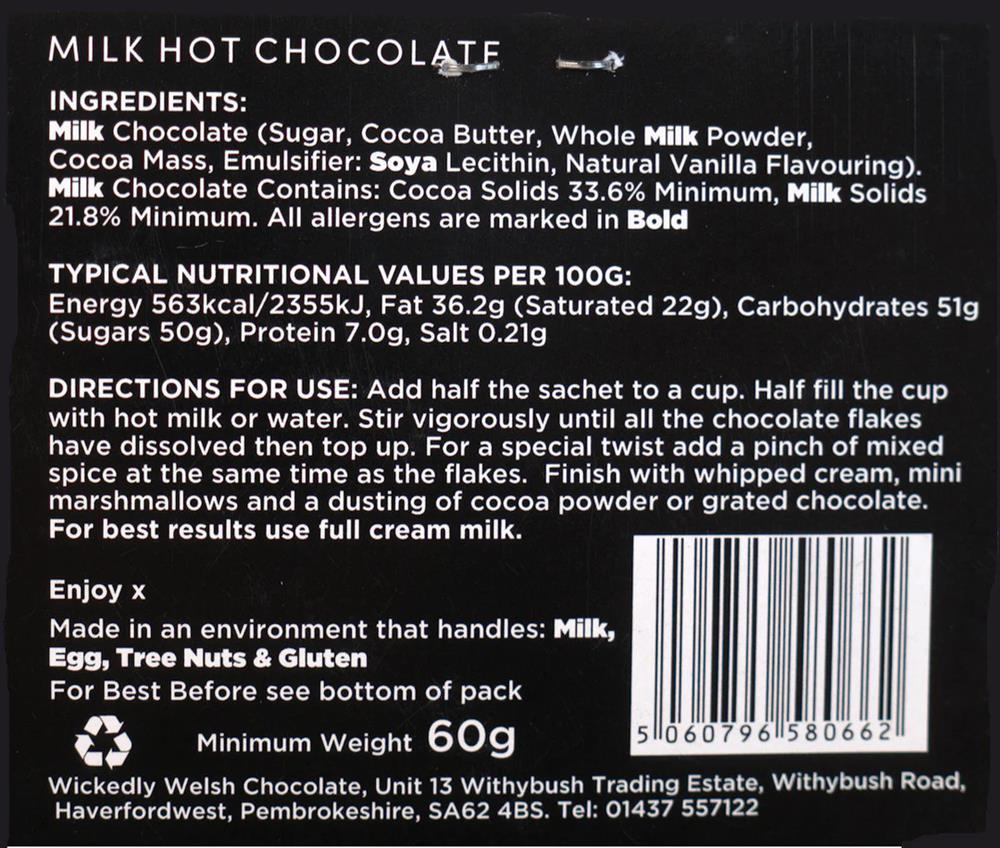 MILK HOT CHOCOLATE
INGREDIENTS:
Milk Chocolate (Sugar, Cocoa Butter, Whole Milk Powder,
Cocoa Mass, Emulsifier: Soya Lecithin, Natural Vanilla Flavouring).
Milk Chocolate Contains: Cocoa Solids 33.6% Minimum, Milk Solids
21.8% Minimum. All allergens are marked in Bold
TYPICAL NUTRITIONAL VALUES PER 100G:
Energy 563kcal/2355kJ, Fat 36.2g (Saturated 22g), Carbohydrates 51g
(Sugars 50g), Protein 7.0g, Salt 0.21g
DIRECTIONS FOR USE: Add half the sachet to a cup. Half fill the cup
with hot milk or water. Stir vigorously until all the chocolate flakes
have dissolved then top up. For a special twist add a pinch of mixed
spice at the same time as the flakes. Finish with whipped cream, mini
marshmallows and a dusting of cocoa powder or grated chocolate.
For best results use full cream milk.
Enjoy x
Made in an environment that handles: Milk,
Egg, Tree Nuts & Gluten
For Best Before see bottom of pack
Minimum Weight 60g
5 060796 580662
Wickedly Welsh Chocolate, Unit 13 Withybush Trading Estate, Withybush Road,
Haverfordwest, Pembrokeshire, SA62 4BS. Tel: 01437 557122